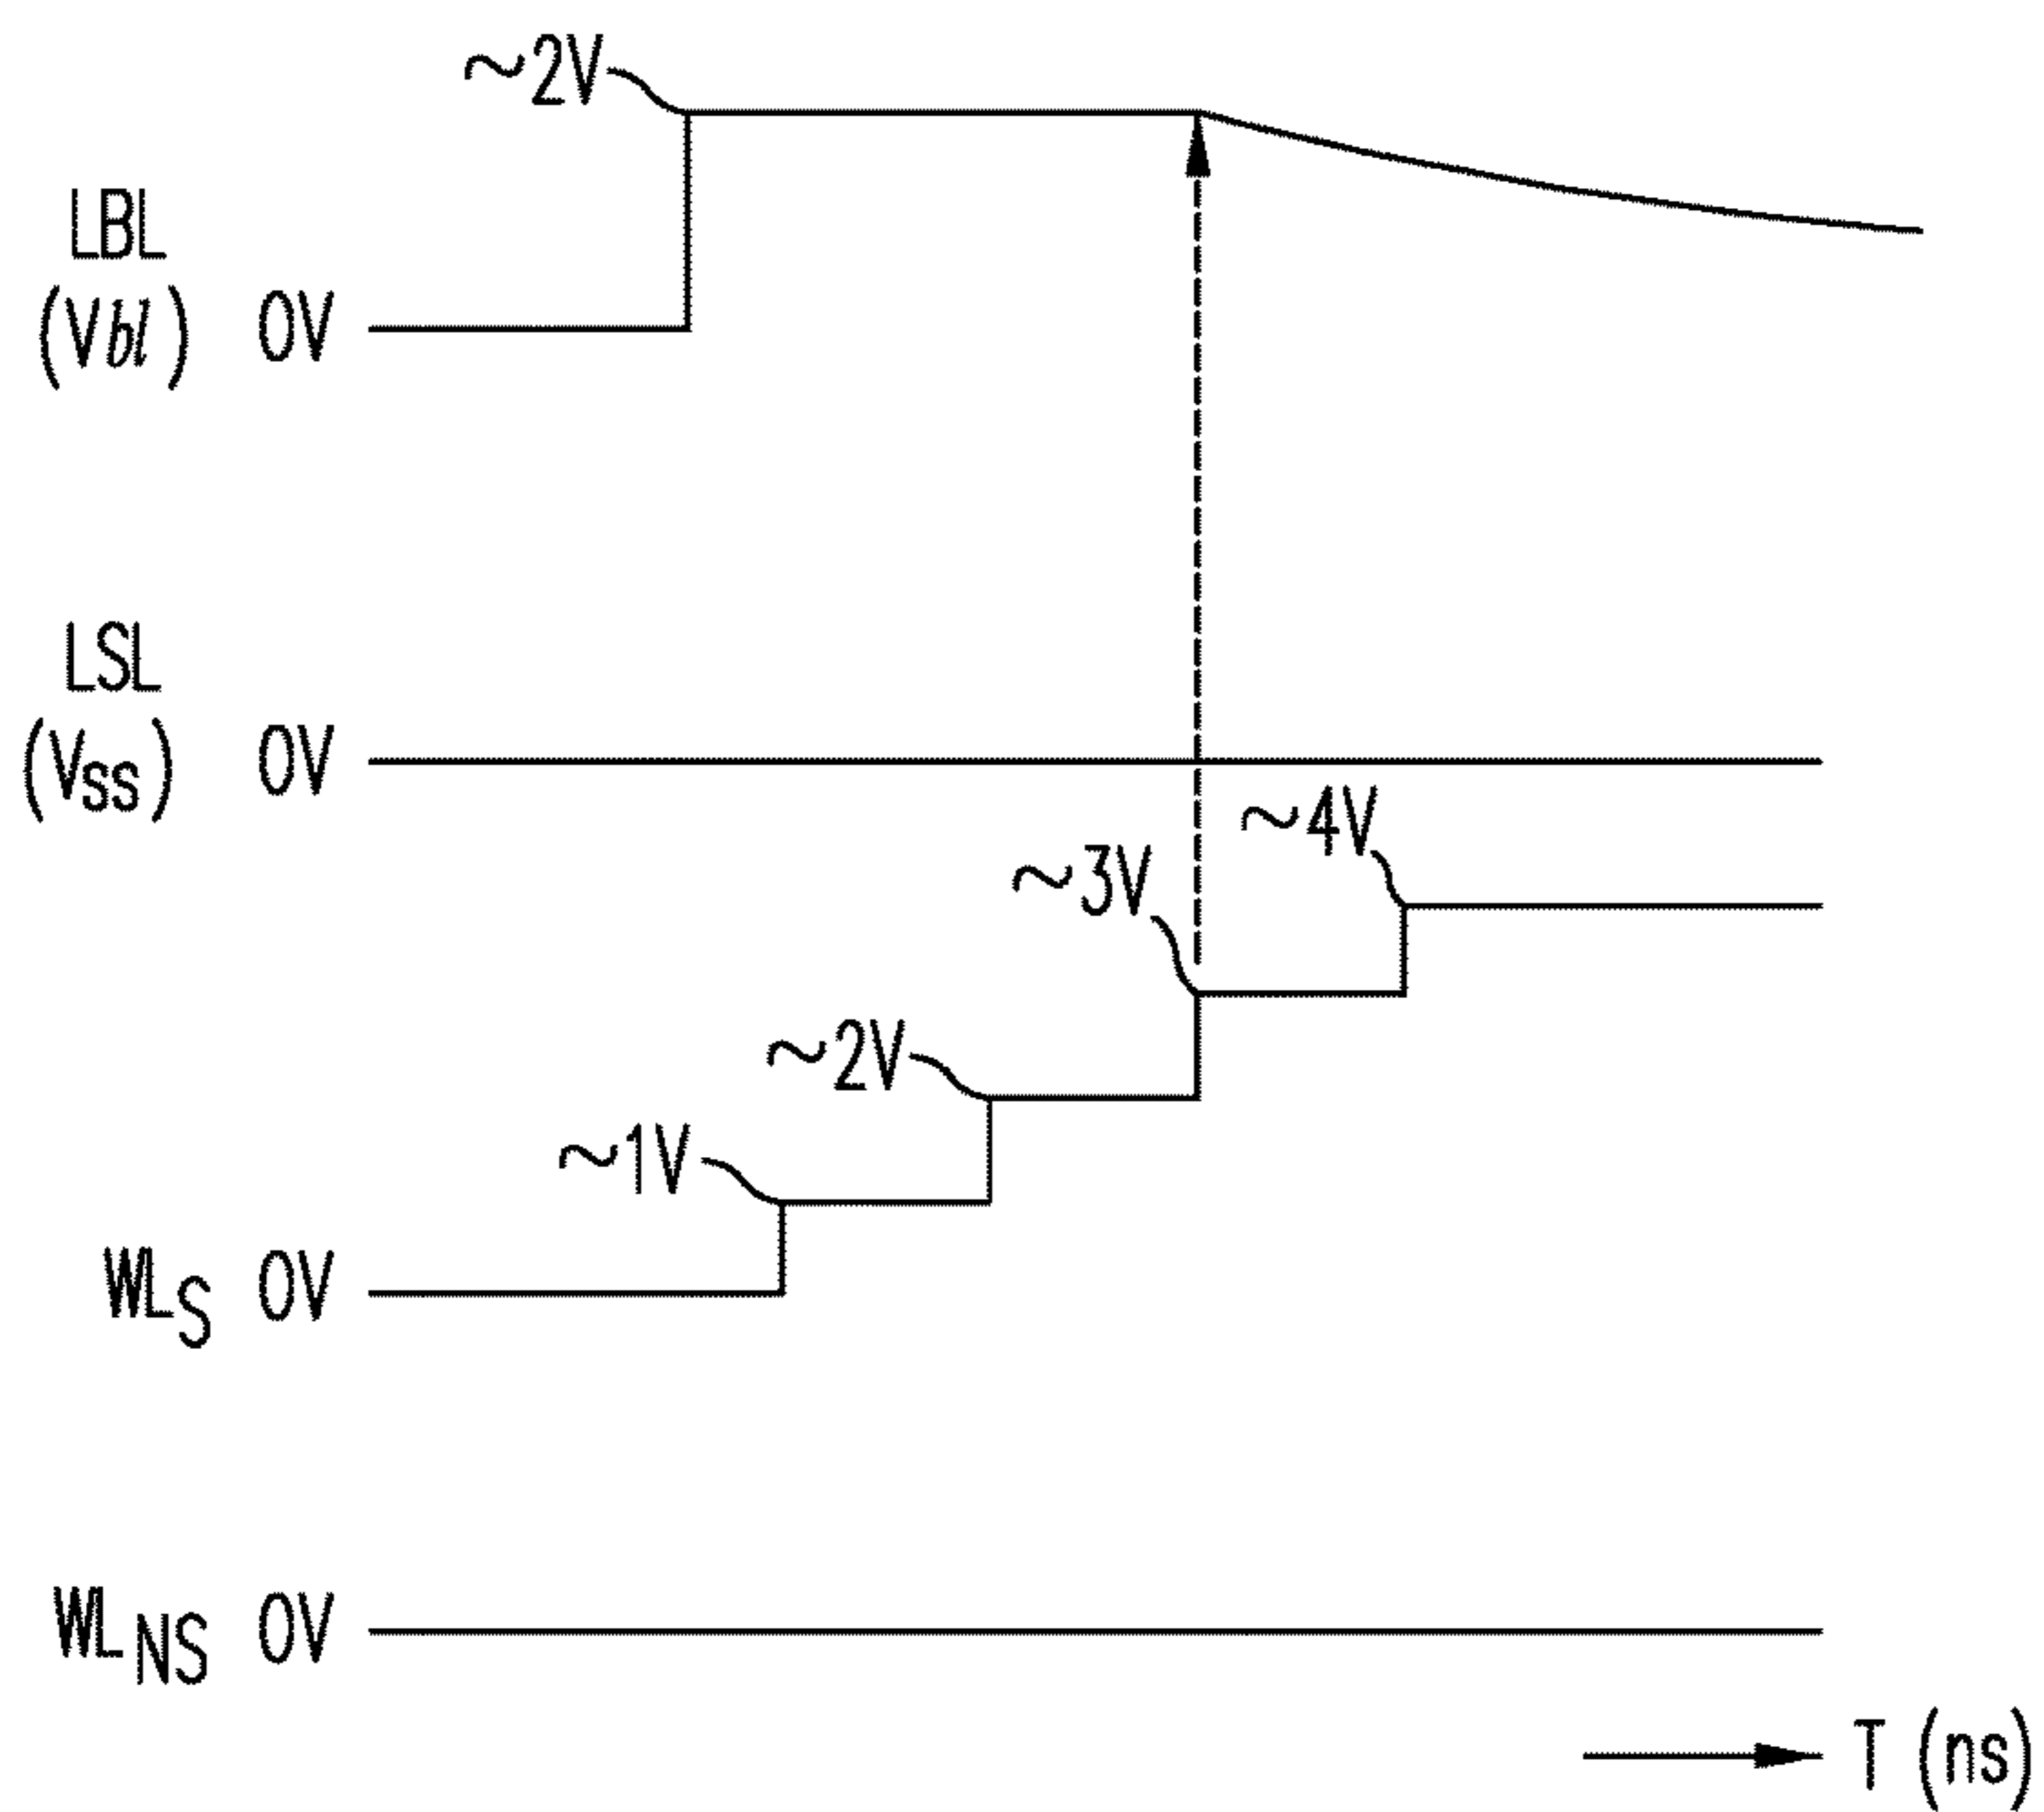 ~2V
LBL
(Vbl) 0V
LSL
(Vss) 0V
~4V
~3V
~2V
~1V
WLS 0V
WLNS 0V
T (ns)